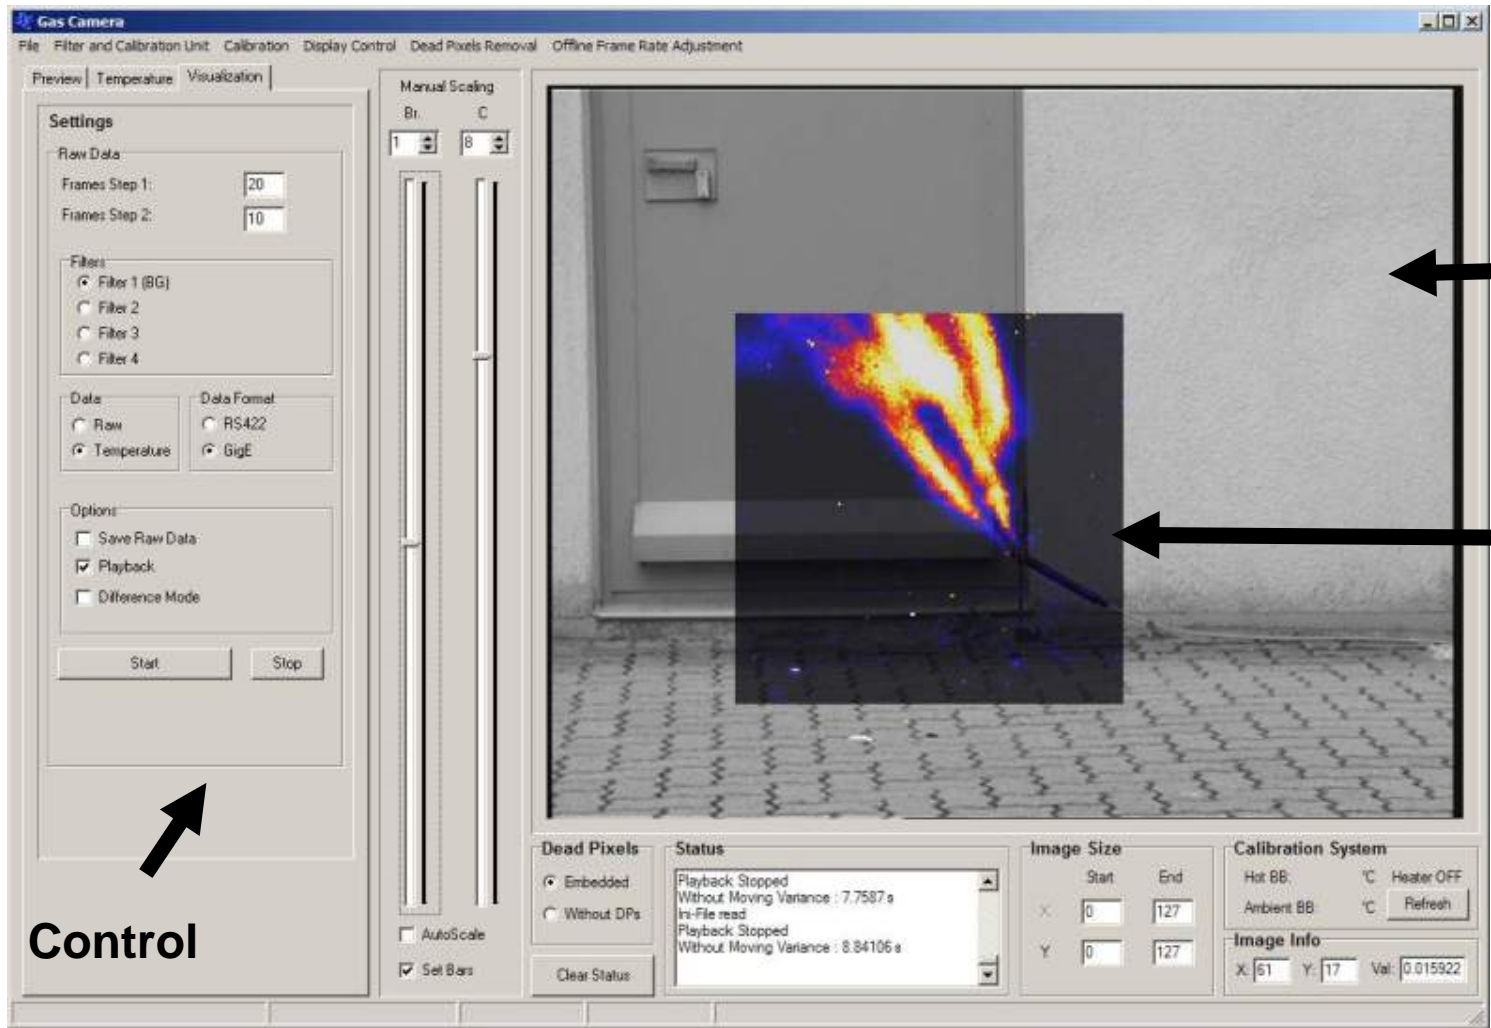 Gas Camera
File Filter and Calibration Unit Calibration Display Control Dead Pixels Removal Offline Frame Rate Adjustment
Preview Temperature Visualization
Settings
Raw Data
Frames Step 1: 20
Frames Step 2: 10
Filters
Filter 1 (BG)
Filter 2
Filter 3
Filter 4
Data
Raw
Temperature
Data Format
RS422
GigE
Options
Save Raw Data
Playback
Difference Mode
Start Stop
Control
Manual Scaling
Br. C
1 8
AutoScale
Set Bars
Dead Pixels
Embedded
Without DPs
Clear Status
Status
Playback Stopped
Without Moving Variance : 7.7587 s
Ini-File read
Playback Stopped
Without Moving Variance : 8.84106 s
Image Size
Start End
X 0 127
Y 0 127
Calibration System
Hot BB: °C Heater OFF
Ambient BB: °C Refresh
Image Info
X: 61 Y: 17 Val: 0.015922